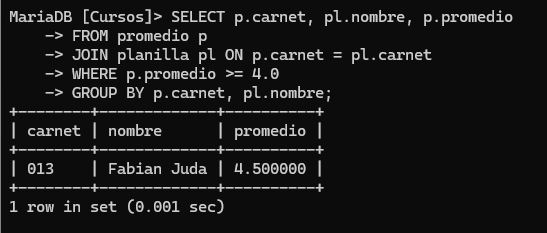 MariaDB [Cursos]> SELECT p.carnet, pl.nombre, p.promedio
    -> FROM promedio p
    -> JOIN planilla pl ON p.carnet = pl.carnet
    -> WHERE p.promedio >= 4.0
    -> GROUP BY p.carnet, pl.nombre;
+--------+-------------+----------+
| carnet | nombre      | promedio |
+--------+-------------+----------+
| 013    | Fabian Juda | 4.500000 |
+--------+-------------+----------+
1 row in set (0.001 sec)